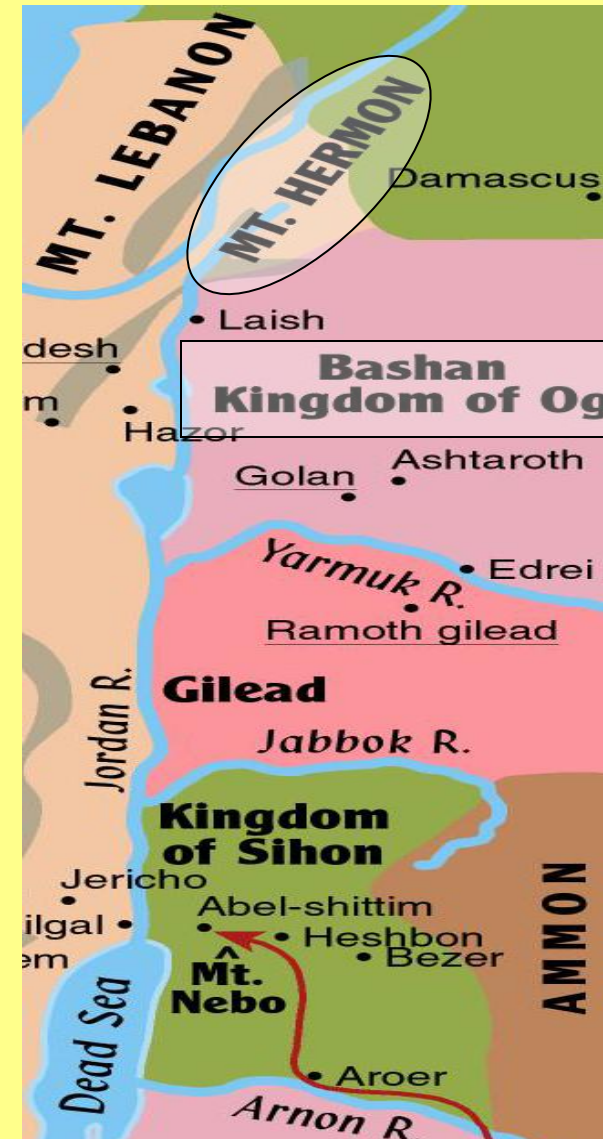 MT. LEBANON
MT. HERMON
Damascus
Laish
desh
Bashan
Kingdom of Og
m
Hazor
Golan
Ashtaroth
Yarmuk R.
Edrei
Ramoth gilead
Jordan R.
Gilead
Jabbok R.
Kingdom
of Sihon
AMMON
Jericho
Abel-shittim
ilgal
Heshbon
em
Bezer
Mt.
Nebo
Dead Sea
Aroer
Arnon R.